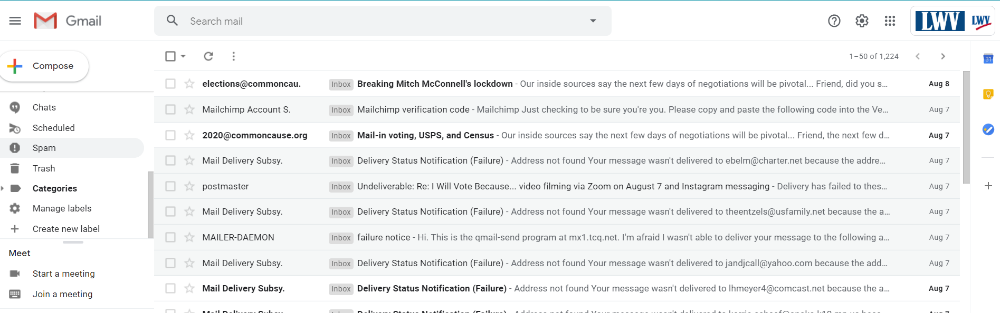 Gmail
Search mail
LWV LWV
Compose
1–50 of 1,224
31
elections@commoncau. Inbox Breaking Mitch McConnell's lockdown - Our inside sources say the next few days of negotiations will be pivotal... Friend, did you s... Aug 8
Mailchimp Account S. Inbox Mailchimp verification code - Mailchimp Just checking to be sure you're you. Please copy and paste the following code into the Ve... Aug 7
2020@commoncause.org Inbox Mail-in voting, USPS, and Census - Our inside sources say the next few days of negotiations will be pivotal... Friend, the next few d... Aug 7
Mail Delivery Subsy. Inbox Delivery Status Notification (Failure) - Address not found Your message wasn't delivered to ebelm@charter.net because the addre... Aug 7
postmaster Inbox Undeliverable: Re: I Will Vote Because... video filming via Zoom on August 7 and Instagram messaging - Delivery has failed to thes... Aug 7
Mail Delivery Subsy. Inbox Delivery Status Notification (Failure) - Address not found Your message wasn't delivered to theentzels@usfamily.net because the a... Aug 7
MAILER-DAEMON Inbox failure notice - Hi. This is the qmail-send program at mx1.tcq.net. I'm afraid I wasn't able to deliver your message to the following a... Aug 7
Mail Delivery Subsy. Inbox Delivery Status Notification (Failure) - Address not found Your message wasn't delivered to jandjcall@yahoo.com because the add... Aug 7
Mail Delivery Subsy. Inbox Delivery Status Notification (Failure) - Address not found Your message wasn't delivered to lhmeyer4@comcast.net because the a... Aug 7
Chats
Scheduled
Spam
Trash
Categories
Manage labels
Create new label
Meet
Start a meeting
Join a meeting